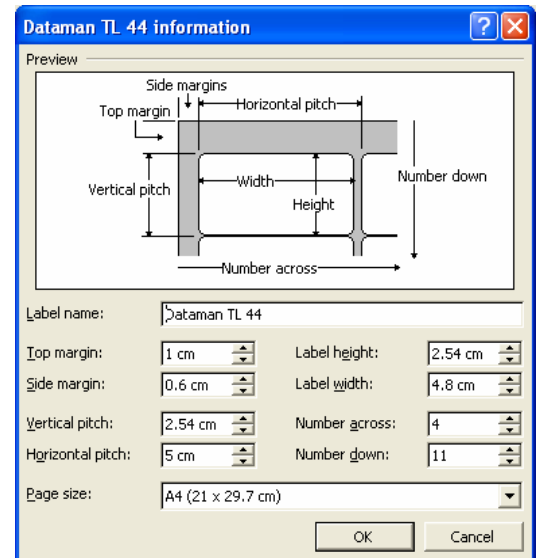 Dataman TL 44 information
Preview
Side margins
Top margin
Horizontal pitch
Vertical pitch
Width
Number down
Height
Number across
Label name: Dataman TL 44
Top margin: 1 cm Label height: 2.54 cm
Side margin: 0.6 cm Label width: 4.8 cm
Vertical pitch: 2.54 cm Number across: 4
Horizontal pitch: 5 cm Number down: 11
Page size: A4 (21 x 29.7 cm)
OK Cancel